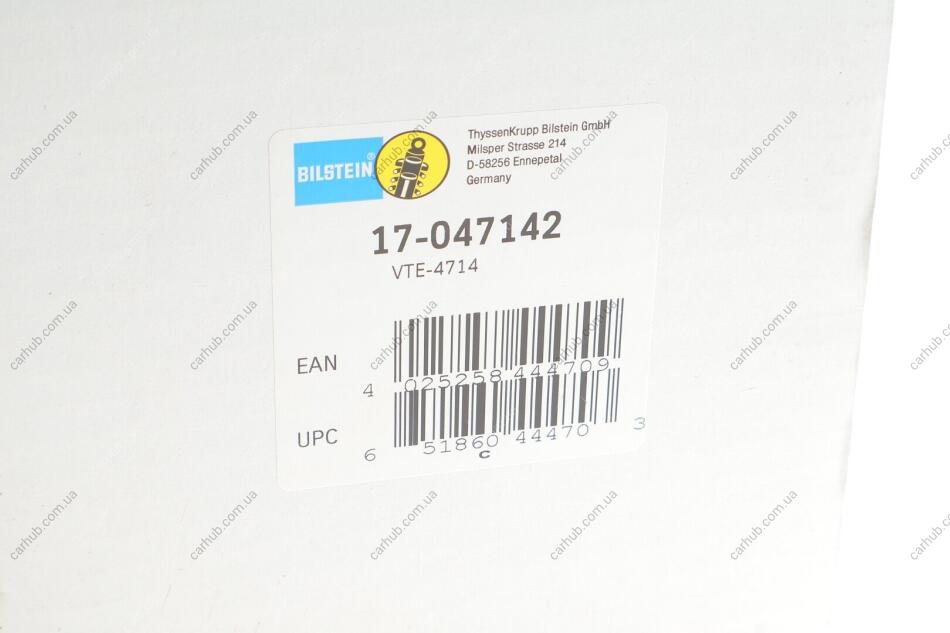 BILSTEIN®
ThyssenKrupp Bilstein GmbH
Milsper Strasse 214
D-58256 Ennepetal
Germany
17-047142
VTE-4714
EAN
4 025258 444709
UPC
6 51860 44470 3
C
carhub.com.ua